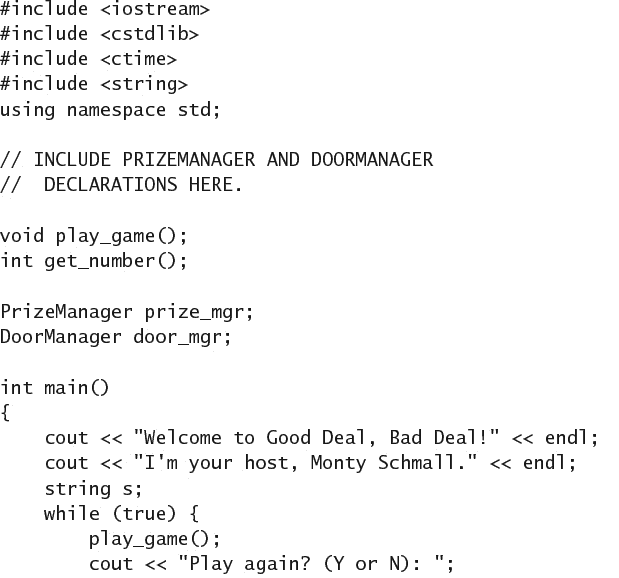 #include <iostream>
#include <cstdlib>
#include <ctime>
#include <string>
using namespace std;

// INCLUDE PRIZEMANAGER AND DOORMANAGER
//  DECLARATIONS HERE.

void play_game();
int get_number();

PrizeManager prize_mgr;
DoorManager door_mgr;

int main()
{
    cout << "Welcome to Good Deal, Bad Deal!" << endl;
    cout << "I'm your host, Monty Schmall." << endl;
    string s;
    while (true) {
        play_game();
        cout << "Play again? (Y or N): ";